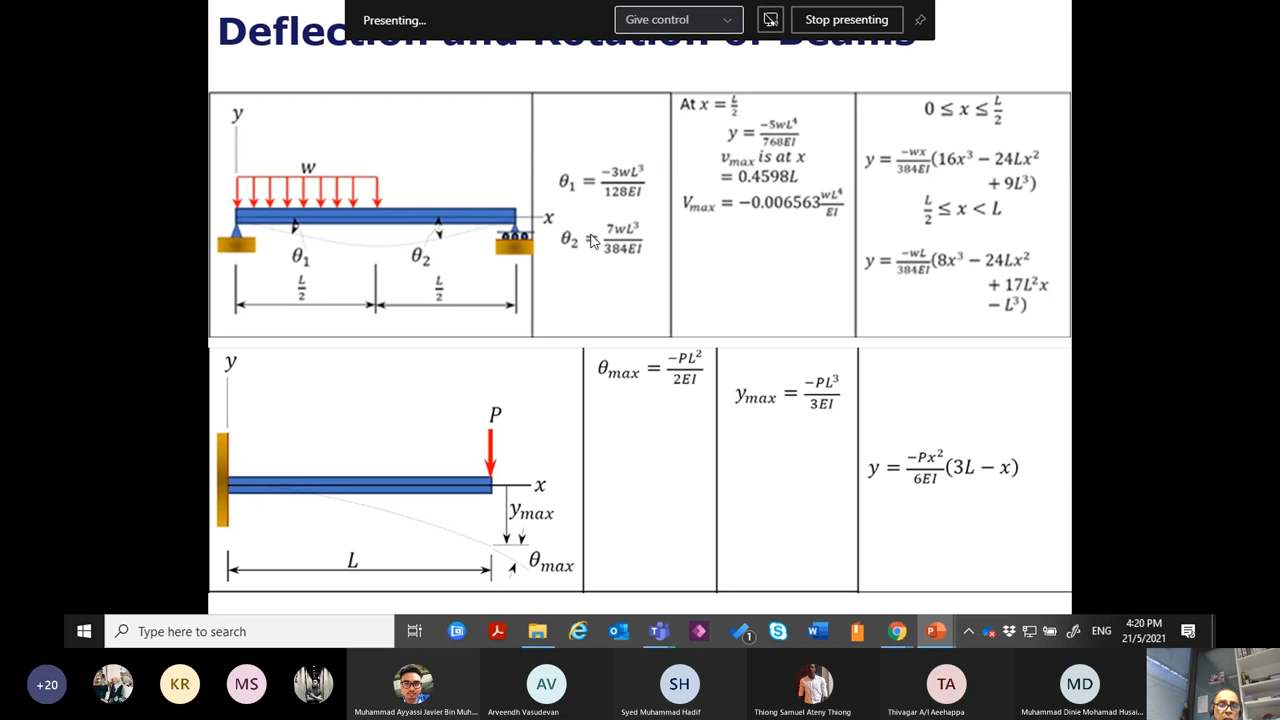 Presenting...
Give control
Stop presenting
Deflection and Rotation of Beams
y
w
x
θ₁
θ₂
L/2
L/2
θ₁ = -3wL³/128EI
θ₂ = 7wL³/384EI
At x = L/2
y = -5wL⁴/768EI
vₘₐₓ is at x
= 0.4598L
Vₘₐₓ = −0.006563 wL⁴/EI
0 ≤ x ≤ L/2
y = -wx/384EI (16x³ − 24Lx²
+ 9L³)
L/2 ≤ x < L
y = -wL/384EI (8x³ − 24Lx²
+ 17L²x
− L³)
y
P
x
yₘₐₓ
θₘₐₓ
L
θₘₐₓ = -PL²/2EI
yₘₐₓ = -PL³/3EI
y = -Px²/6EI (3L − x)
Type here to search
1
ENG
4:20 PM
21/5/2021
+20
KR
MS
AV
SH
TA
MD
Muhammad Ayyassi Javier Bin Muh...
Arveendh Vasudevan
Syed Muhammad Hadif
Thiong Samuel Ateny Thiong
Thivagar A/l Aeehappa
Muhammad Dinie Mohamad Husai...